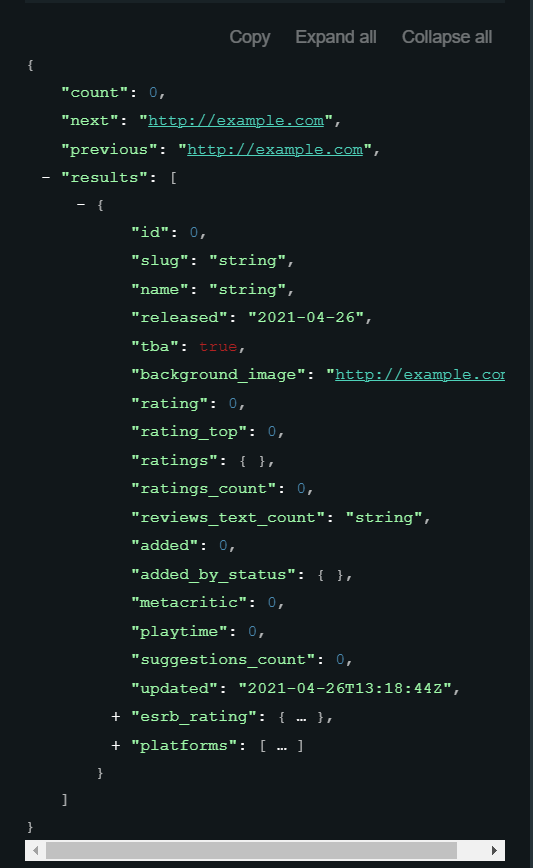 Copy Expand all Collapse all
{
"count": 0,
"next": "http://example.com",
"previous": "http://example.com",
- "results": [
- {
"id": 0,
"slug": "string",
"name": "string",
"released": "2021-04-26",
"tba": true,
"background_image": "http://example.com
"rating": 0,
"rating_top": 0,
"ratings": { },
"ratings_count": 0,
"reviews_text_count": "string",
"added": 0,
"added_by_status": { },
"metacritic": 0,
"playtime": 0,
"suggestions_count": 0,
"updated": "2021-04-26T13:18:44Z",
+ "esrb_rating": { … },
+ "platforms": [ … ]
}
]
}